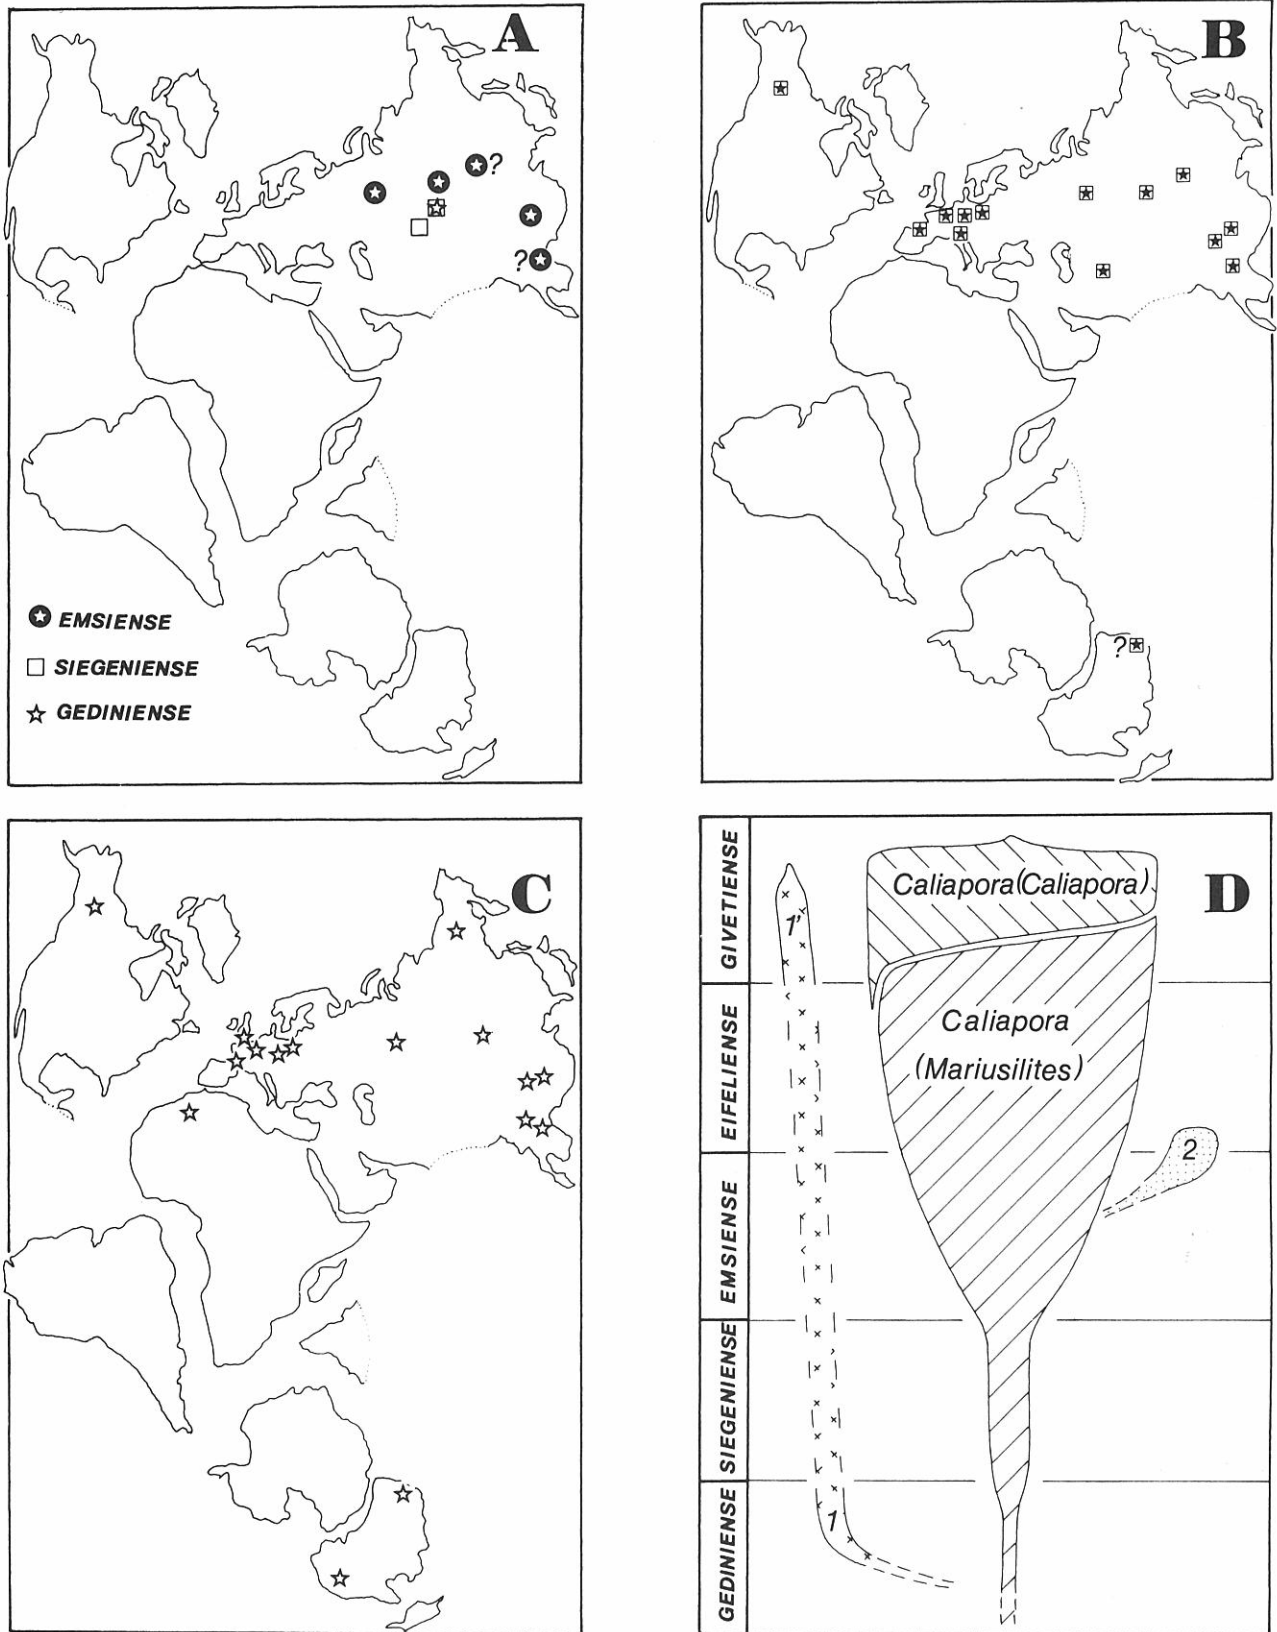 A
?
?
EMSIENSE
SIEGENIENSE
GEDINIENSE
B
?
C
D
GIVETIENSE
EIFELIENSE
EMSIENSE
SIEGENIENSE
GEDINIENSE
1'
Caliapora(Caliapora)
Caliapora
(Mariusilites)
2
1